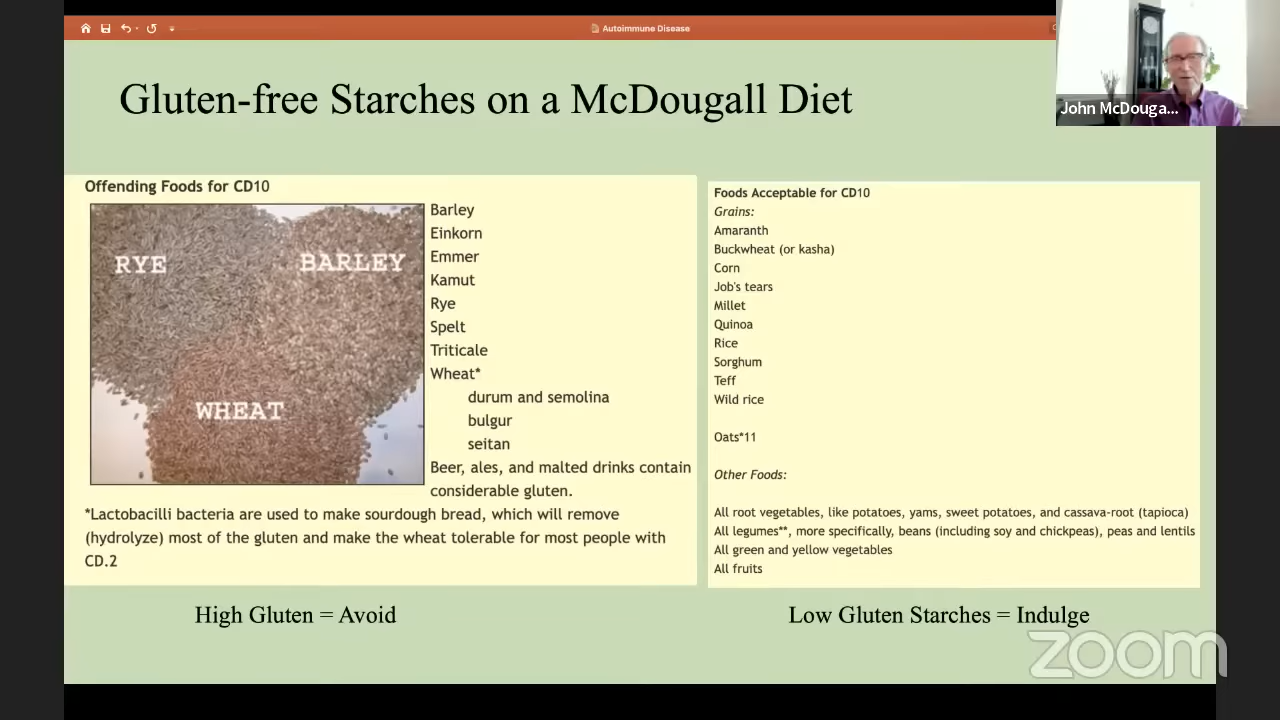 Autoimmune Disease
Gluten-free Starches on a McDougall Diet
John McDouga...
Offending Foods for CD10
RYE
BARLEY
WHEAT
Barley
Einkorn
Emmer
Kamut
Rye
Spelt
Triticale
Wheat*
durum and semolina
bulgur
seitan
Beer, ales, and malted drinks contain
considerable gluten.
*Lactobacilli bacteria are used to make sourdough bread, which will remove
(hydrolyze) most of the gluten and make the wheat tolerable for most people with
CD.2
High Gluten = Avoid
Foods Acceptable for CD10
Grains:
Amaranth
Buckwheat (or kasha)
Corn
Job's tears
Millet
Quinoa
Rice
Sorghum
Teff
Wild rice
Oats*11
Other Foods:
All root vegetables, like potatoes, yams, sweet potatoes, and cassava-root (tapioca)
All legumes**, more specifically, beans (including soy and chickpeas), peas and lentils
All green and yellow vegetables
All fruits
Low Gluten Starches = Indulge
zoom